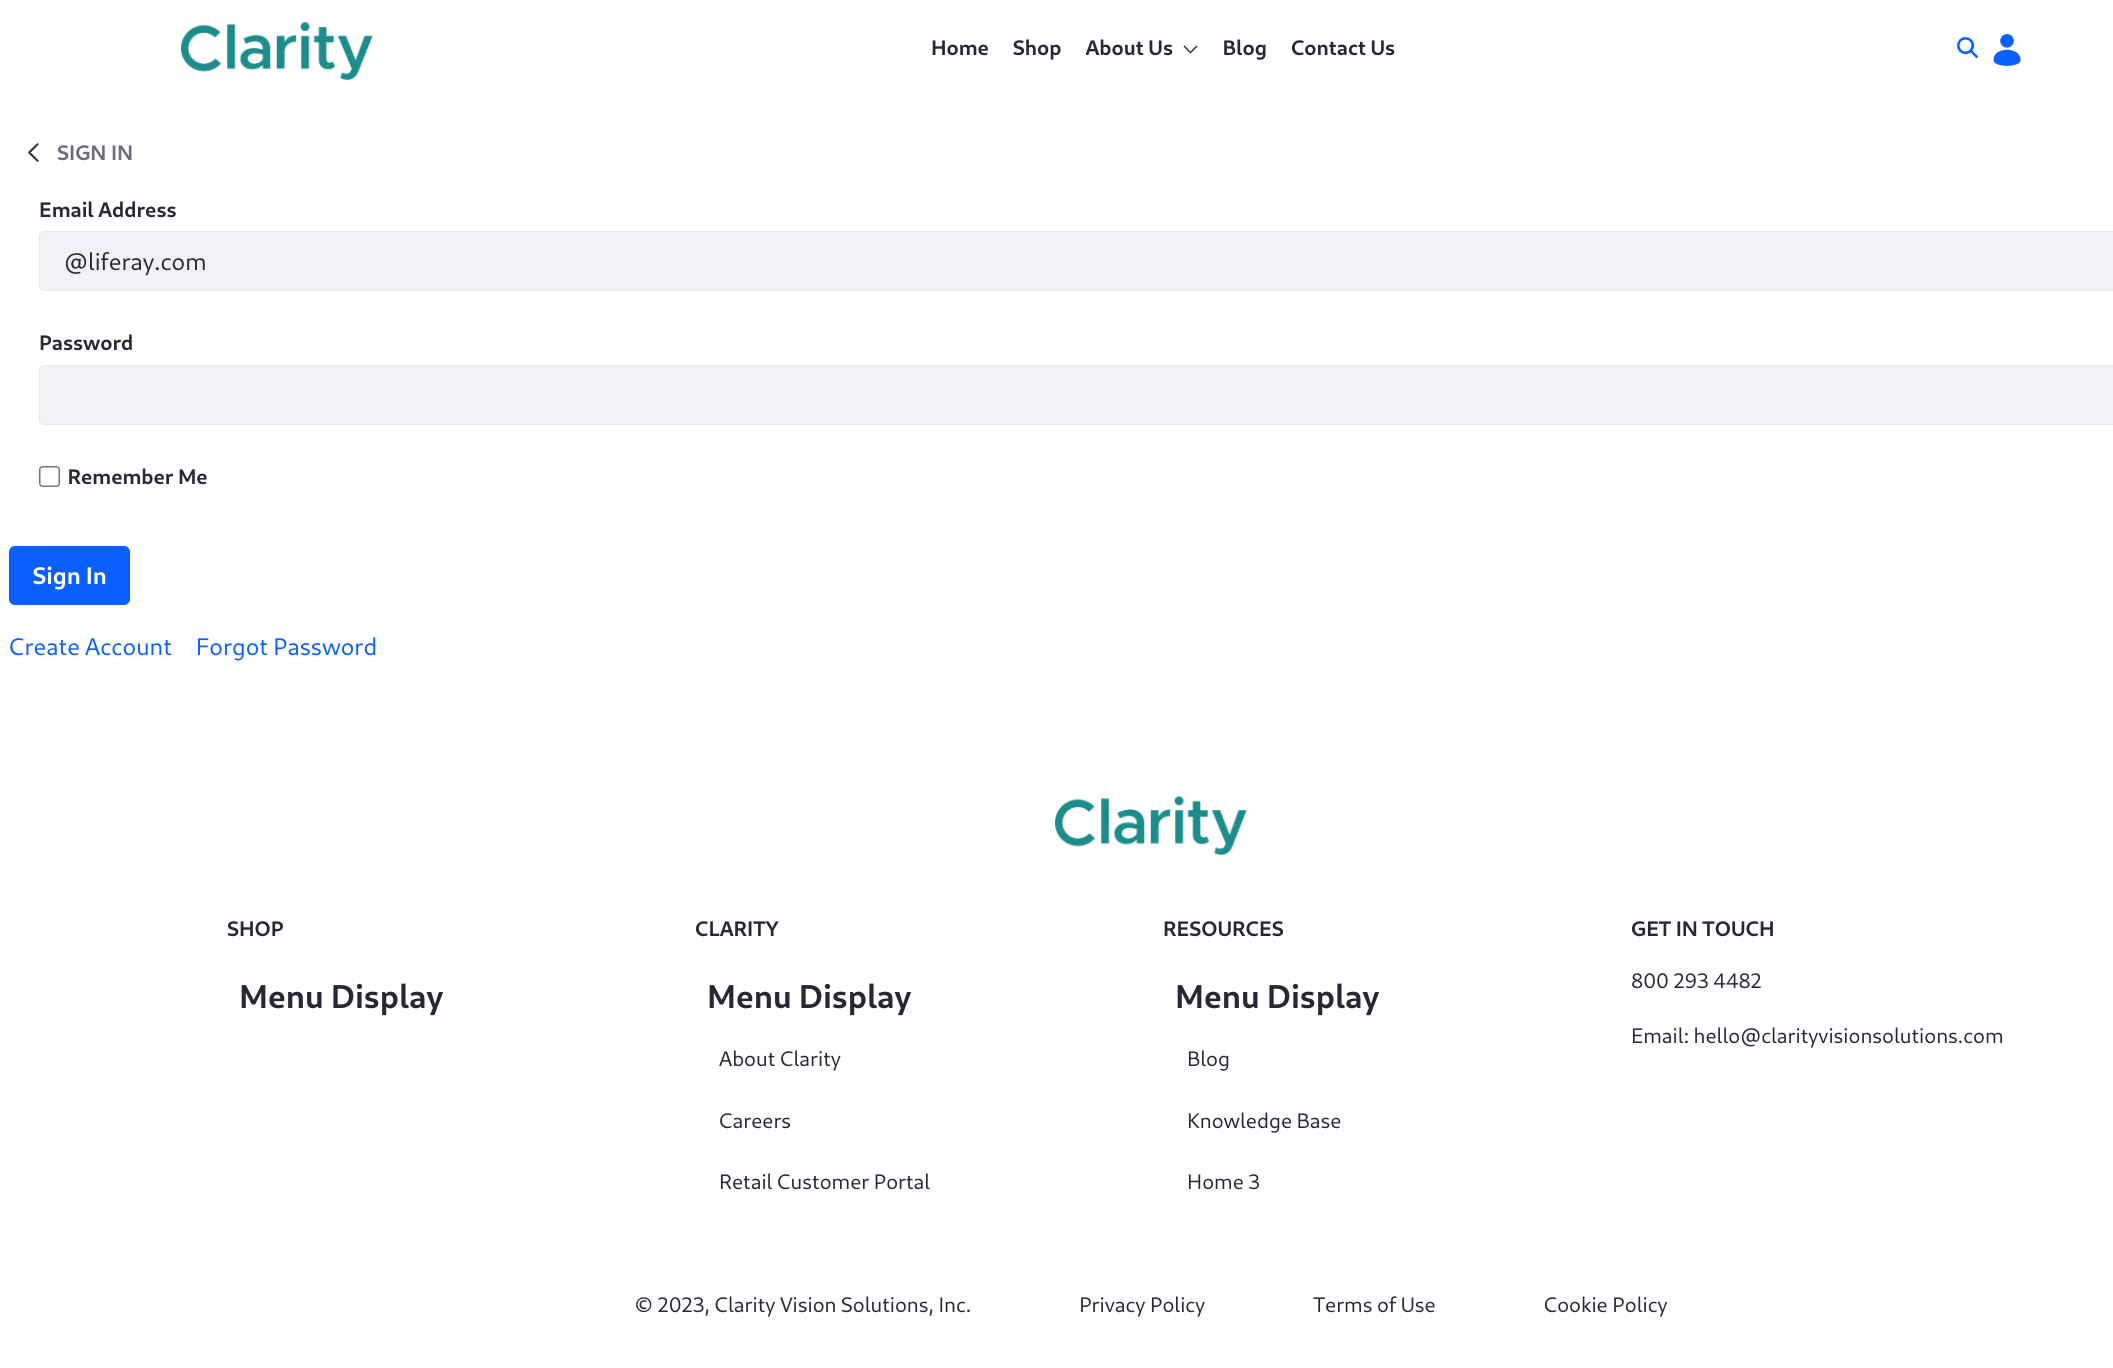 Clarity
Home Shop About Us Blog Contact Us
SIGN IN
Email Address
@liferay.com
Password
Remember Me
Sign In
Create Account Forgot Password
Clarity
SHOP CLARITY RESOURCES GET IN TOUCH
Menu Display Menu Display Menu Display 800 293 4482
Email: hello@clarityvisionsolutions.com
About Clarity Blog
Careers Knowledge Base
Retail Customer Portal Home 3
© 2023, Clarity Vision Solutions, Inc. Privacy Policy Terms of Use Cookie Policy